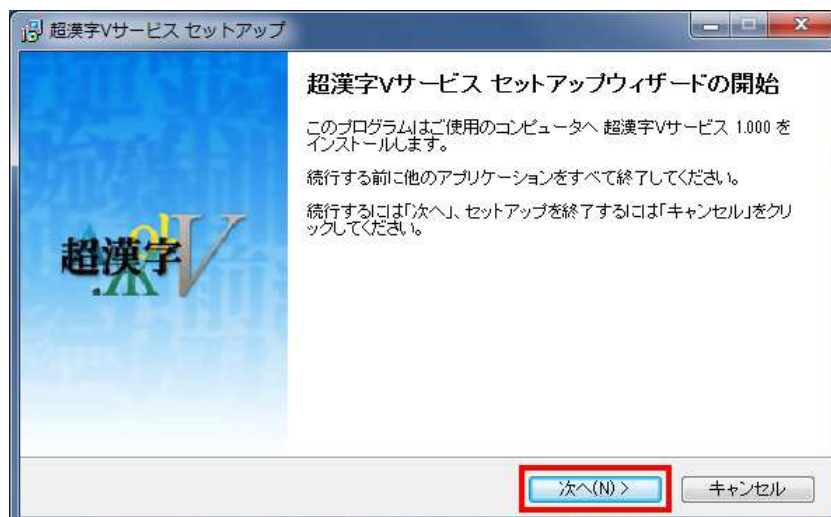 超漢字Vサービス セットアップ
超漢字Vサービス セットアップウィザードの開始
このプログラムはご使用のコンピュータへ 超漢字Vサービス 1.000 を
インストールします。
続行する前に他のアプリケーションをすべて終了してください。
続行するには「次へ」、セットアップを終了するには「キャンセル」をクリ
ックしてください。
超漢字V
次へ(N) >
キャンセル